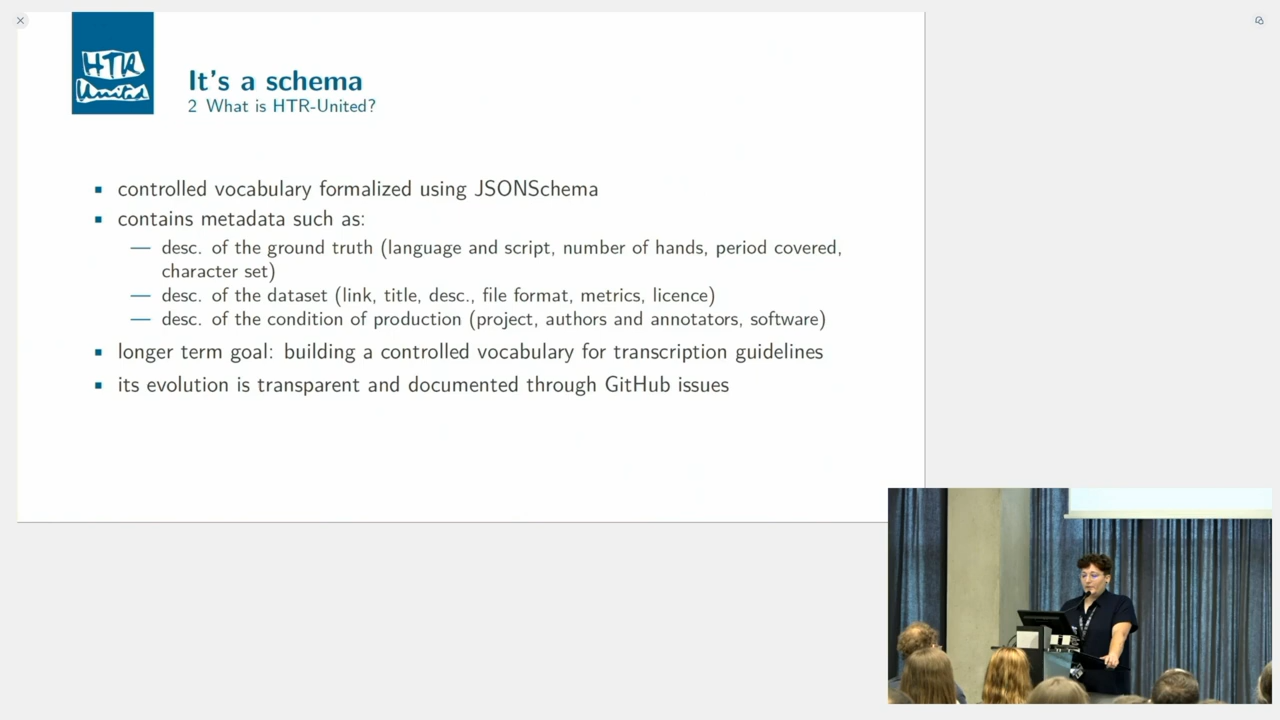 HTR
United
It's a schema
2 What is HTR-United?
▪ controlled vocabulary formalized using JSONSchema
▪ contains metadata such as:
— desc. of the ground truth (language and script, number of hands, period covered,
character set)
— desc. of the dataset (link, title, desc., file format, metrics, licence)
— desc. of the condition of production (project, authors and annotators, software)
▪ longer term goal: building a controlled vocabulary for transcription guidelines
▪ its evolution is transparent and documented through GitHub issues